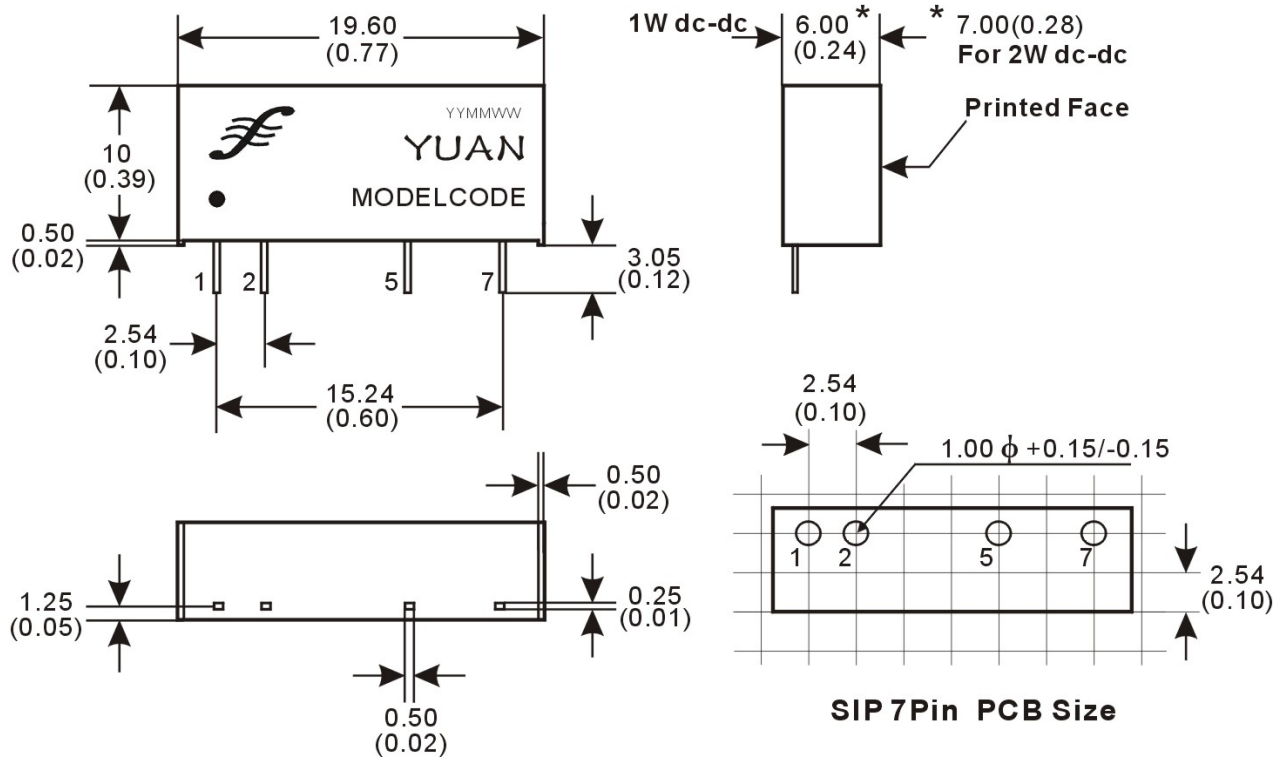 19.60
(0.77)
1W dc-dc
6.00 *
(0.24)
* 7.00(0.28)
For 2W dc-dc
Printed Face
YYMMWW
YUAN
MODELCODE
10
(0.39)
0.50
(0.02)
1 2 5 7
3.05
(0.12)
2.54
(0.10)
15.24
(0.60)
2.54
(0.10)
1.00 ϕ +0.15/-0.15
1 2 5 7
2.54
(0.10)
SIP 7Pin PCB Size
0.50
(0.02)
1.25
(0.05)
0.25
(0.01)
0.50
(0.02)